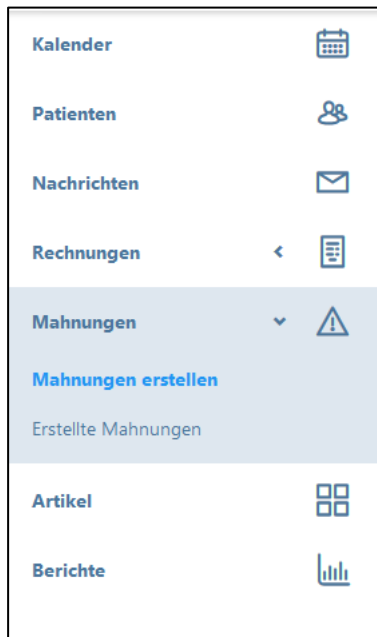 Kalender
Patienten
Nachrichten
Rechnungen
Mahnungen
Mahnungen erstellen
Erstellte Mahnungen
Artikel
Berichte